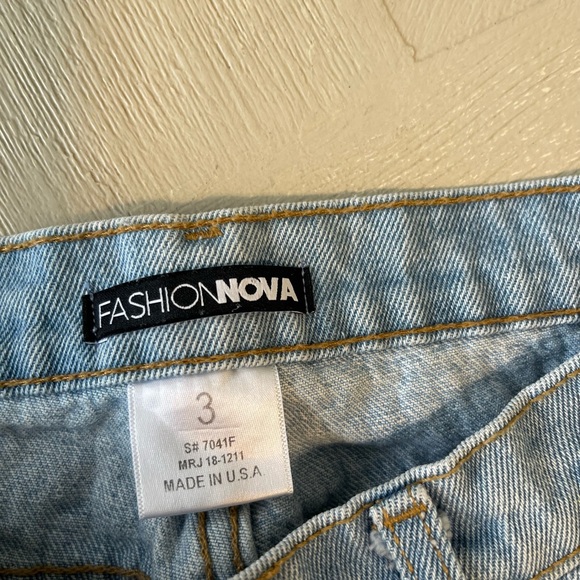 FASHIONNOVA
3
S# 7041F
MRJ 18-1211
MADE IN U.S.A